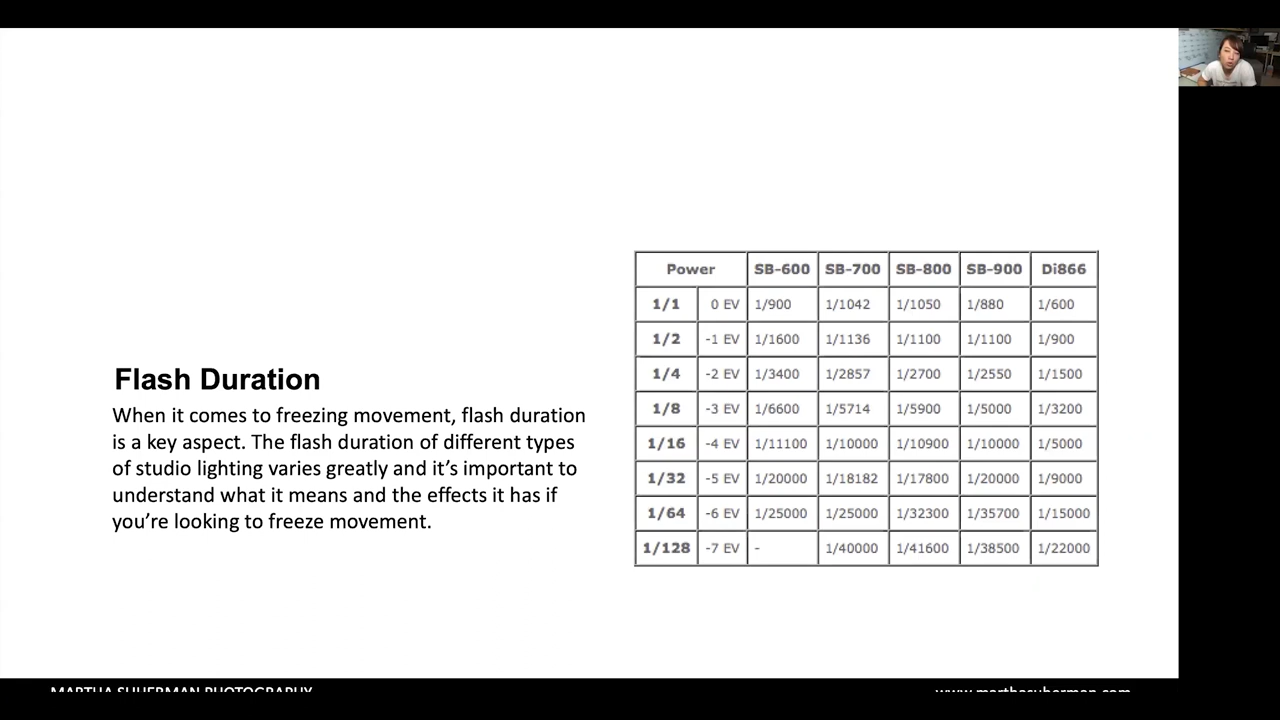 Flash Duration
When it comes to freezing movement, flash duration
is a key aspect. The flash duration of different types
of studio lighting varies greatly and it's important to
understand what it means and the effects it has if
you're looking to freeze movement.
Power SB-600 SB-700 SB-800 SB-900 Di866
1/1 0 EV 1/900 1/1042 1/1050 1/880 1/600
1/2 -1 EV 1/1600 1/1136 1/1100 1/1100 1/900
1/4 -2 EV 1/3400 1/2857 1/2700 1/2550 1/1500
1/8 -3 EV 1/6600 1/5714 1/5900 1/5000 1/3200
1/16 -4 EV 1/11100 1/10000 1/10900 1/10000 1/5000
1/32 -5 EV 1/20000 1/18182 1/17800 1/20000 1/9000
1/64 -6 EV 1/25000 1/25000 1/32300 1/35700 1/15000
1/128 -7 EV - 1/40000 1/41600 1/38500 1/22000
MARTHA SUHERMAN PHOTOGRAPHY
www.marthasuherman.com